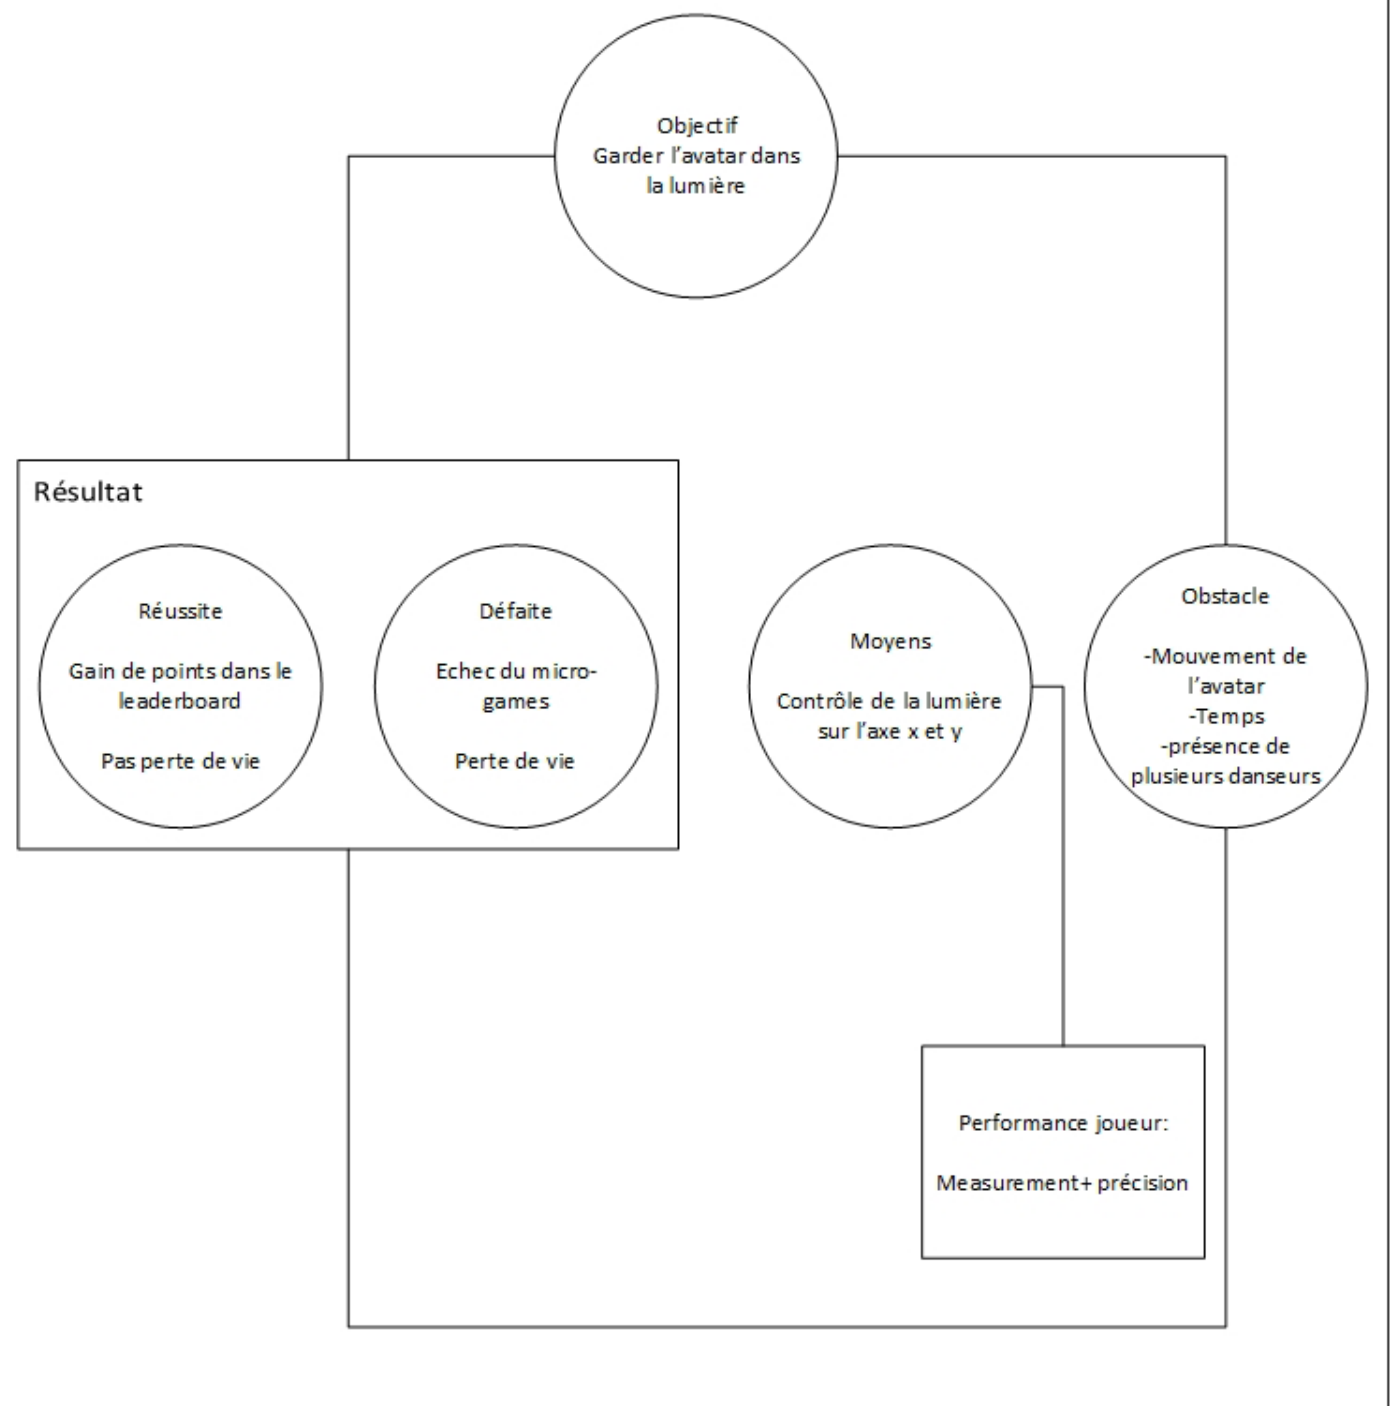 Objectif
Garder l'avatar dans
la lumière
Résultat
Réussite
Gain de points dans le
leaderboard
Pas perte de vie
Défaite
Echec du micro-
games
Perte de vie
Moyens
Contrôle de la lumière
sur l'axe x et y
Obstacle
-Mouvement de
l'avatar
-Temps
-présence de
plusieurs danseurs
Performance joueur:
Measurement+ précision